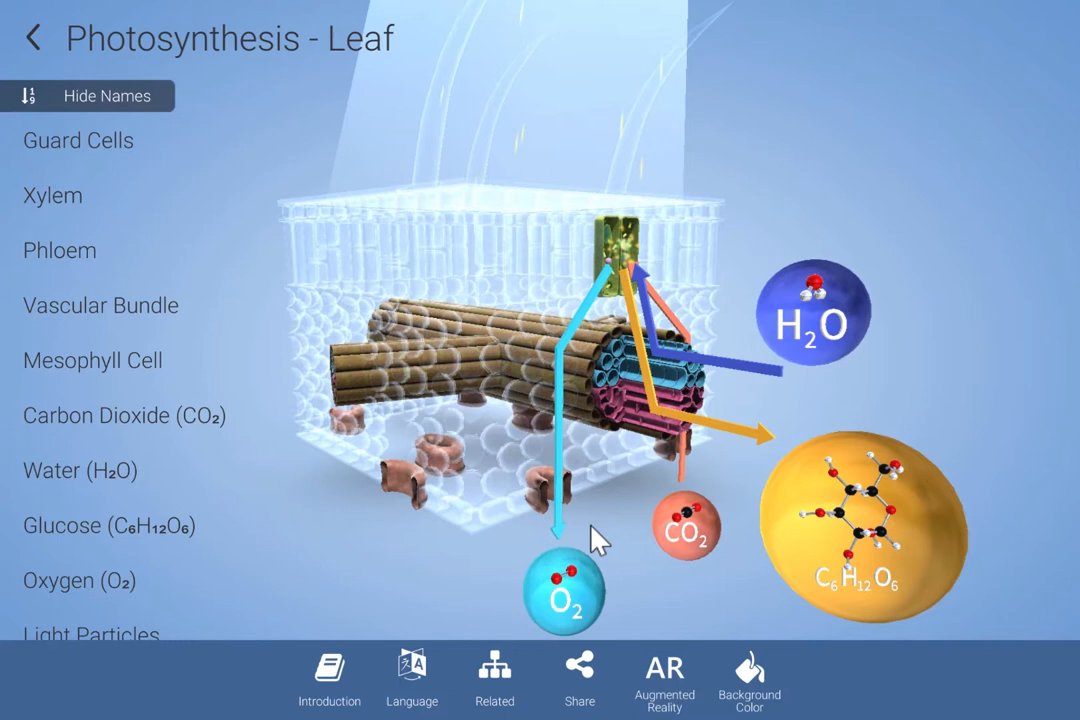 Photosynthesis - Leaf
Hide Names
Guard Cells
Xylem
Phloem
Vascular Bundle
Mesophyll Cell
Carbon Dioxide (CO₂)
Water (H₂O)
Glucose (C₆H₁₂O₆)
Oxygen (O₂)
Light Particles
H₂O
CO₂
C₆H₁₂O₆
O₂
Introduction
Language
Related
Share
AR
Augmented
Reality
Background
Color